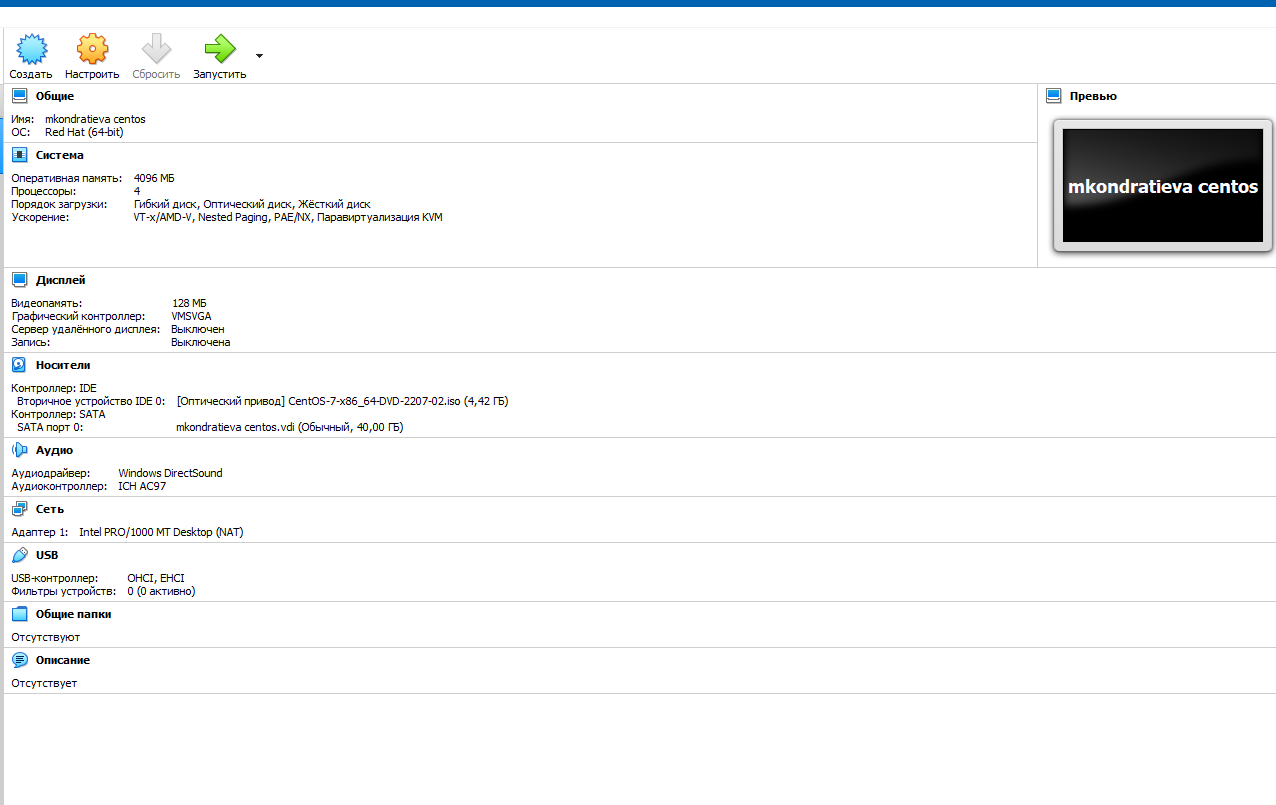 Создать Настроить Сбросить Запустить
Общие
Имя: mkondratieva centos
ОС: Red Hat (64-bit)
Система
Оперативная память: 4096 МБ
Процессоры: 4
Порядок загрузки: Гибкий диск, Оптический диск, Жёсткий диск
Ускорение: VT-x/AMD-V, Nested Paging, PAE/NX, Паравиртуализация KVM
Превью
mkondratieva centos
Дисплей
Видеопамять: 128 МБ
Графический контроллер: VMSVGA
Сервер удалённого дисплея: Выключен
Запись: Выключена
Носители
Контроллер: IDE
Вторичное устройство IDE 0: [Оптический привод] CentOS-7-x86_64-DVD-2207-02.iso (4,42 ГБ)
Контроллер: SATA
SATA порт 0: mkondratieva centos.vdi (Обычный, 40,00 ГБ)
Аудио
Аудиодрайвер: Windows DirectSound
Аудиоконтроллер: ICH AC97
Сеть
Адаптер 1: Intel PRO/1000 MT Desktop (NAT)
USB
USB-контроллер: OHCI, EHCI
Фильтры устройств: 0 (0 активно)
Общие папки
Отсутствуют
Описание
Отсутствует